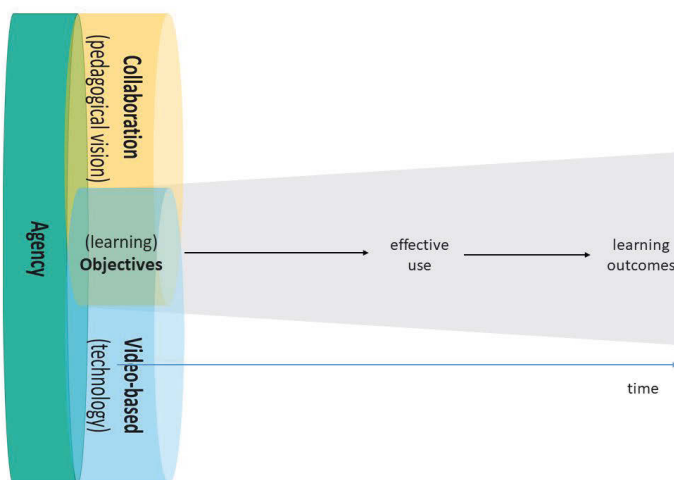 Agency
Collaboration
(pedagogical vision)
(learning)
Objectives
effective
use
learning
outcomes
Video-based
(technology)
time